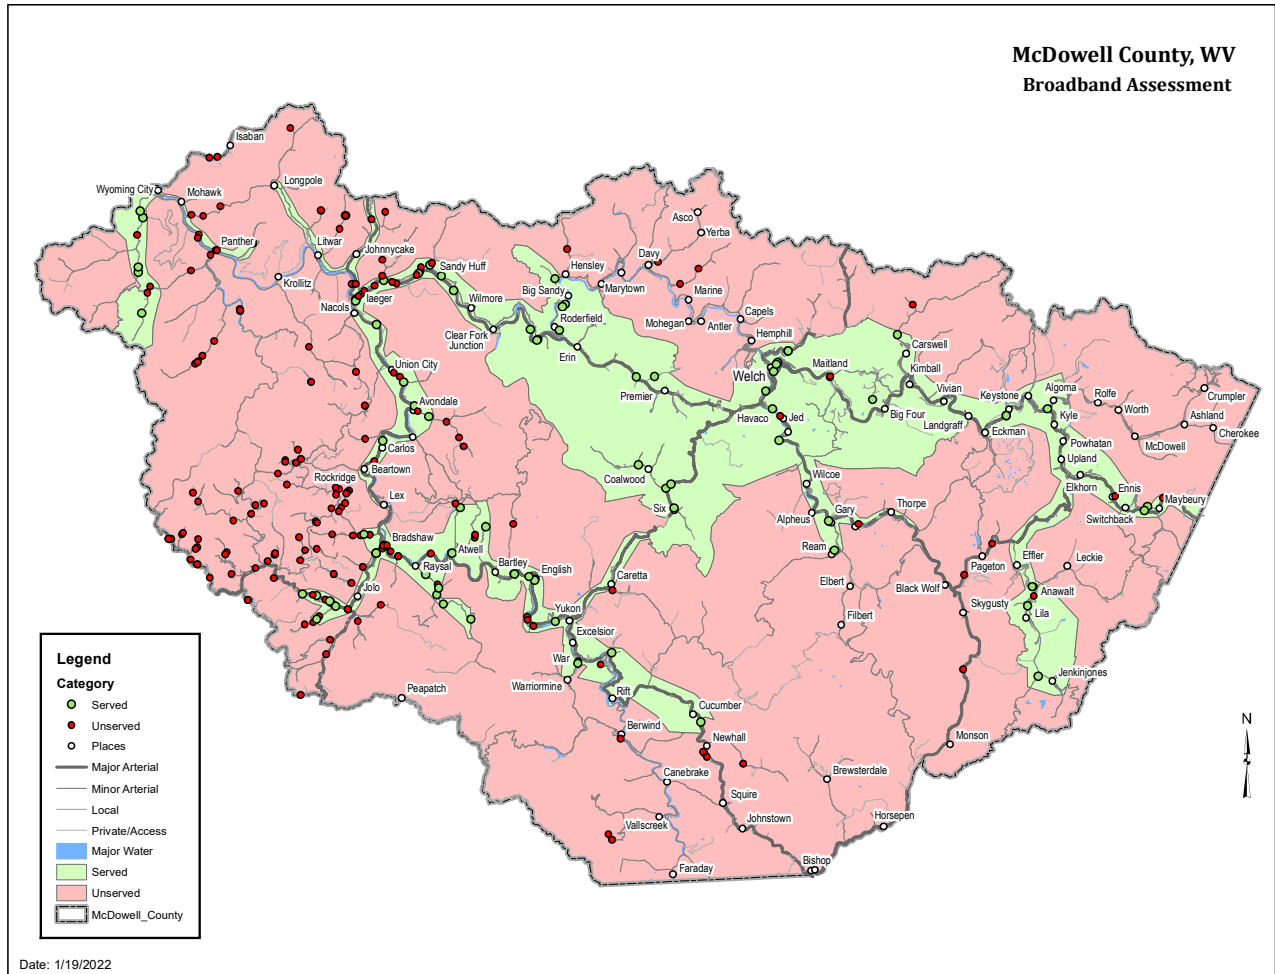 McDowell County, WV
Broadband Assessment
Isaban
Wyoming City
Mohawk
Longpole
Panther
Litwar
Johnnycake
Krollitz
Nacols
Iaeger
Sandy Huff
Wilmore
Clear Fork
Junction
Big Sandy
Hensley
Roderfield
Erin
Marytown
Davy
Asco
Yerba
Marine
Mohegan
Antler
Capels
Hemphill
Union City
Avondale
Premier
Welch
Havaco
Maitland
Jed
Carswell
Kimball
Big Four
Vivian
Landgraff
Keystone
Eckman
Algoma
Kyle
Rolfe
Worth
Crumpler
Ashland
Cherokee
McDowell
Powhatan
Upland
Elkhorn
Ennis
Switchback
Maybeury
Carlos
Beartown
Rockridge
Lex
Coalwood
Six
Wilcoe
Alpheus
Gary
Thorpe
Ream
Bradshaw
Raysal
Atwell
Bartley
English
Jolo
Yukon
Caretta
Excelsior
War
Warriormine
Elbert
Filbert
Black Wolf
Pageton
Skygusty
Effler
Leckie
Anawalt
Lila
Jenkinjones
Peapatch
Rift
Cucumber
Berwind
Newhall
Monson
Canebrake
Brewsterdale
Squire
Vallscreek
Johnstown
Horsepen
Faraday
Bishop
N
Legend
Category
Served
Unserved
Places
Major Arterial
Minor Arterial
Local
Private/Access
Major Water
Served
Unserved
McDowell_County
Date: 1/19/2022